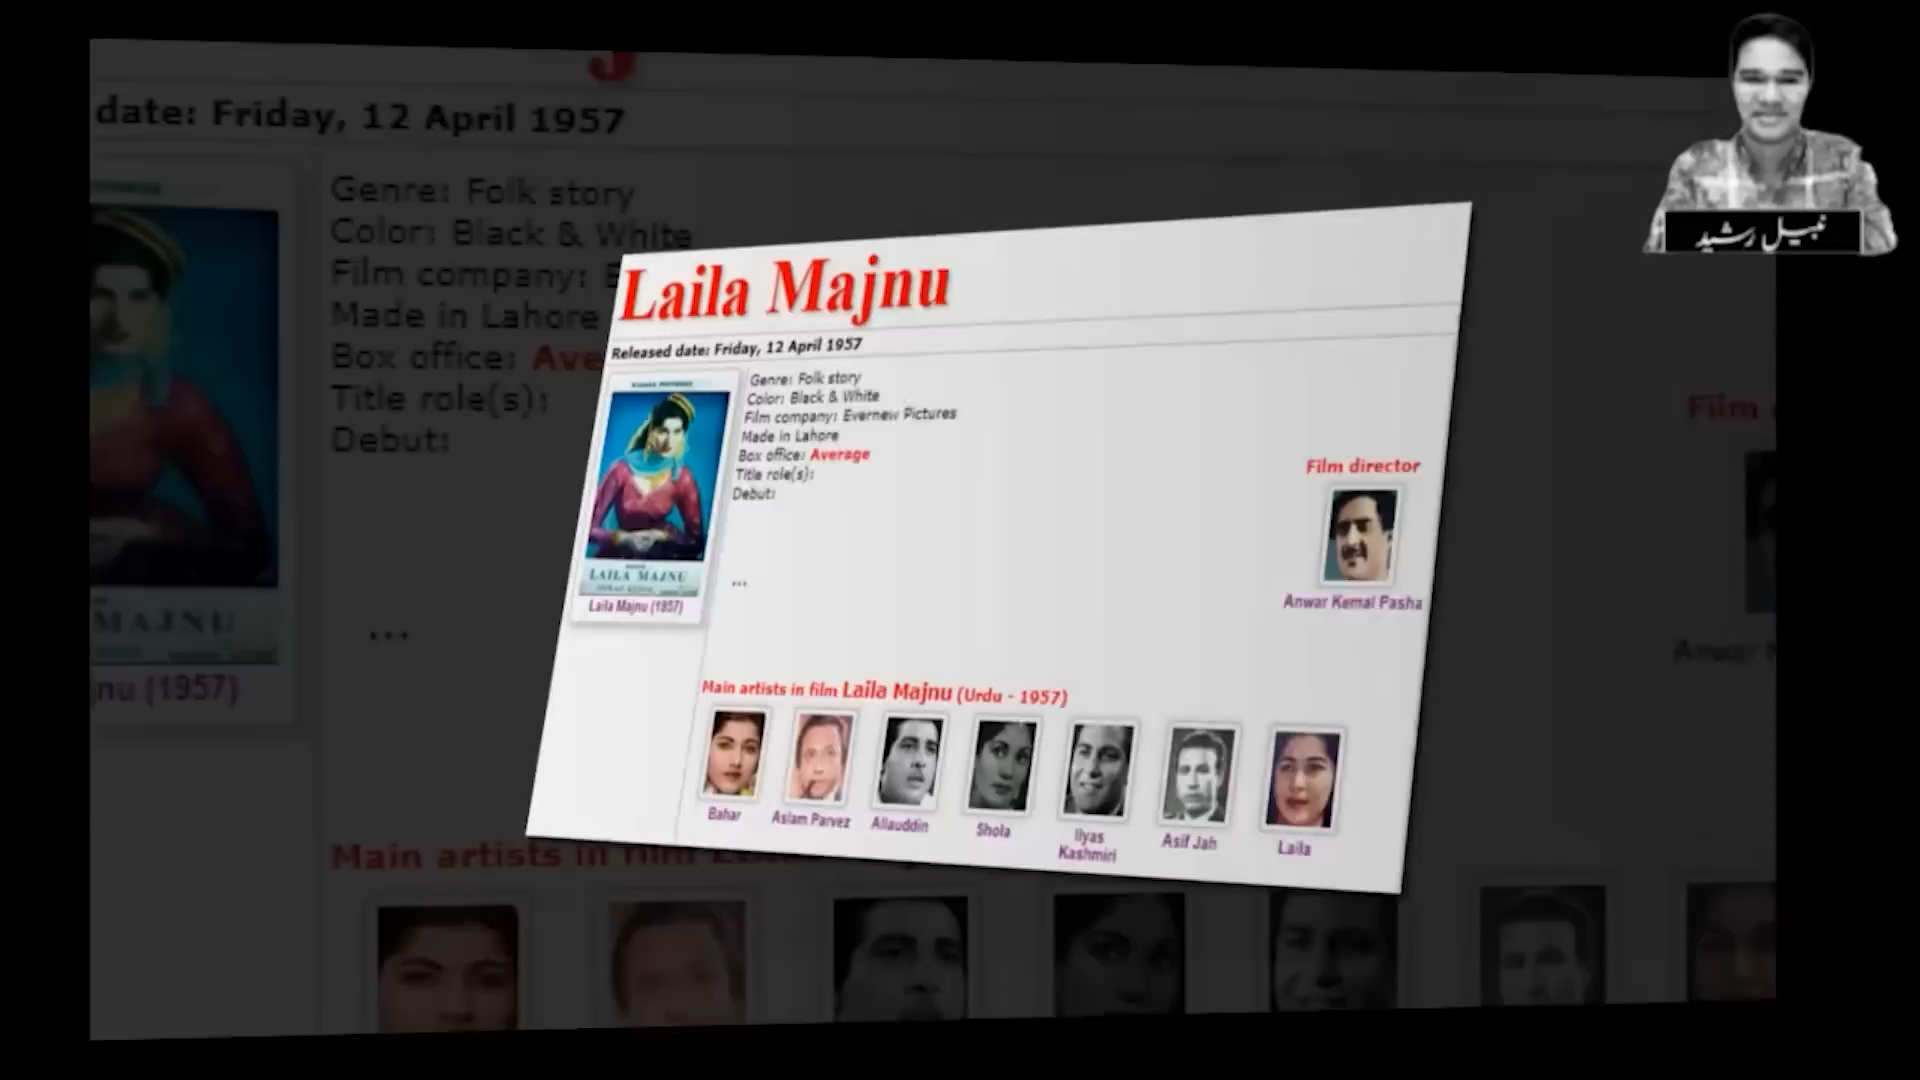 date: Friday, 12 April 1957
Genre: Folk story
Color: Black & White
Film company: E
Made in Lahore
Box office: Ave
Title role(s):
Debut:
...
MAJNU
jnu (1957)
Main artists in film
Film
نبیل رشید
Laila Majnu
Released date: Friday, 12 April 1957
Genre: Folk story
Color: Black & White
Film company: Evernew Pictures
Made in Lahore
Box office: Average
Title role(s):
Debut:
...
LAILA MAJNU
Laila Majnu (1957)
Film director
Anwar Kemal Pasha
Main artists in film Laila Majnu (Urdu - 1957)
Bahar
Aslam Parvez
Allauddin
Shola
Ilyas
Kashmiri
Asif Jah
Laila